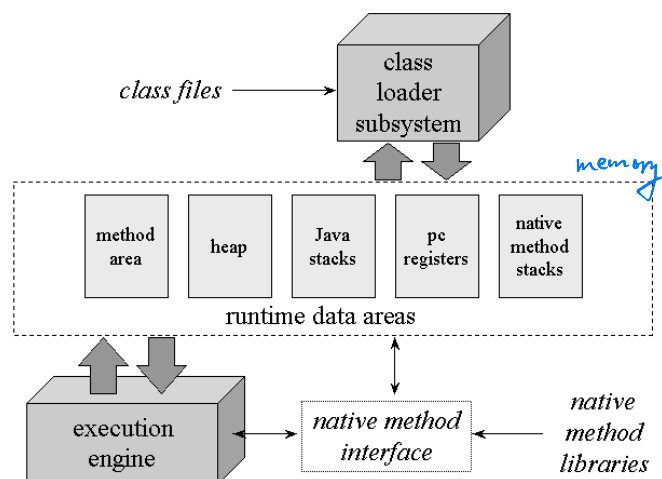 class
loader
subsystem
class files
memory
method
area
heap
Java
stacks
pc
registers
native
method
stacks
runtime data areas
execution
engine
native method
interface
native
method
libraries